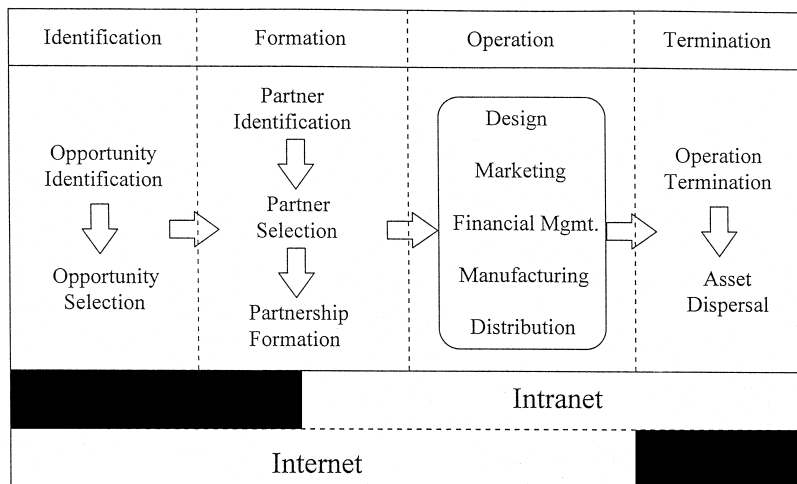 Identification
Formation
Operation
Termination
Opportunity
Identification
Opportunity
Selection
Partner
Identification
Partner
Selection
Partnership
Formation
Design
Marketing
Financial Mgmt.
Manufacturing
Distribution
Operation
Termination
Asset
Dispersal
Intranet
Internet